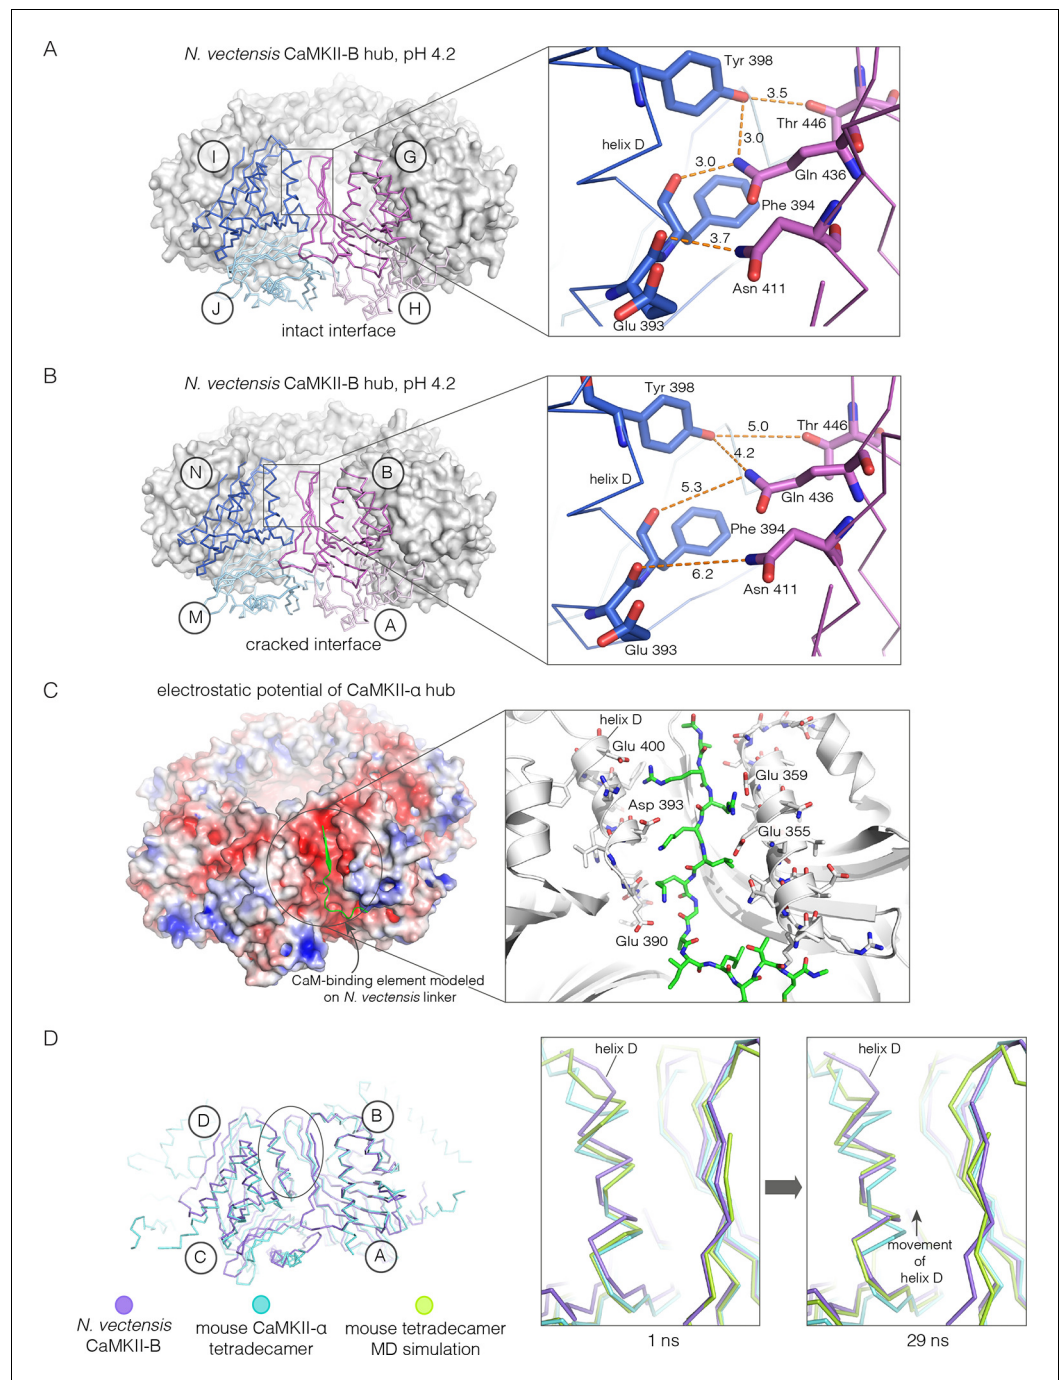 A
N. vectensis CaMKII-B hub, pH 4.2
I
G
J
H
intact interface
Tyr 398
3.5
Thr 446
helix D
3.0
3.0
Gln 436
Phe 394
3.7
Asn 411
Glu 393
B
N. vectensis CaMKII-B hub, pH 4.2
N
B
M
A
cracked interface
Tyr 398
5.0
Thr 446
4.2
helix D
5.3
Gln 436
Phe 394
6.2
Asn 411
Glu 393
C
electrostatic potential of CaMKII-α hub
CaM-binding element modeled
on N. vectensis linker
helix D
Glu 400
Glu 359
Asp 393
Glu 355
Glu 390
D
D
B
C
A
N. vectensis
CaMKII-B
mouse CaMKII-α
tetradecamer
mouse tetradecamer
MD simulation
helix D
1 ns
helix D
movement
of
helix D
29 ns